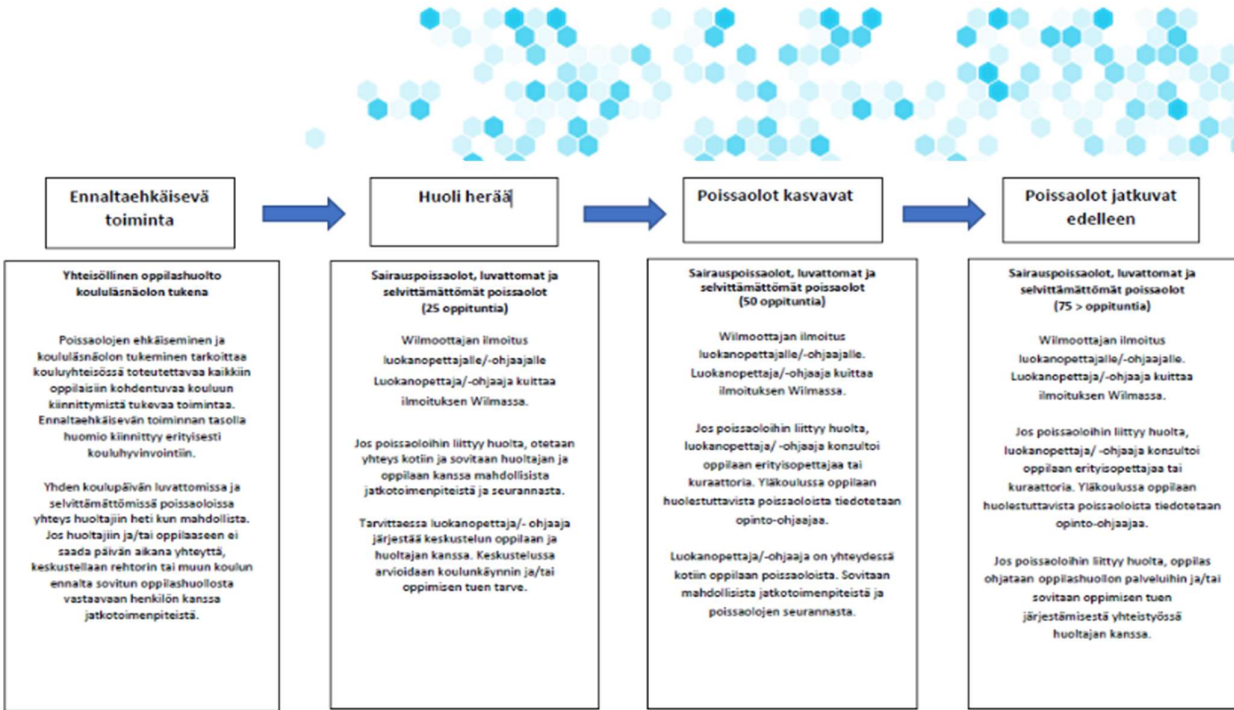 Ennaltaehkäisevä
toiminta
Huoli herää
Poissaolot kasvavat
Poissaolot jatkuvat
edelleen
Yhteisöllinen oppilashuolto
koululäsnäolon tukena
Poissaolojen ehkäiseminen ja
koululäsnäolon tukeminen tarkoittaa
kouluyhteisössä toteutettavaa kaikkiin
oppilaisiin kohdentuvaa kouluun
kiinnittymistä tukevaa toimintaa.
Ennaltaehkäisevän toiminnan tasolla
huomio kiinnittyy erityisesti
kouluhyvinvointiin.
Yhden koulupäivän luvattomissa ja
selvittämättömissä poissaoloissa
yhteys huoltajiin heti kun mahdollista.
Jos huoltajiin ja/tai oppilaaseen ei
saada päivän aikana yhteyttä,
keskustellaan rehtorin tai muun koulun
ennalta sovitun oppilashuollosta
vastaavaan henkilön kanssa
jatkotoimenpiteistä.
Sairauspoissaolot, luvattomat ja
selvittämättömät poissaolot
(25 oppituntia)
Wilmoottajan ilmoitus
luokanopettajalle/-ohjaajalle
Luokanopettaja/-ohjaaja kuittaa
ilmoituksen Wilmassa.
Jos poissaoloihin liittyy huolta, otetaan
yhteys kotiin ja sovitaan huoltajan ja
oppilaan kanssa mahdollisista
jatkotoimenpiteistä ja seurannasta.
Tarvittaessa luokanopettaja/- ohjaaja
järjestää keskustelun oppilaan ja
huoltajan kanssa. Keskustelussa
arvioidaan koulunkäynnin ja/tai
oppimisen tuen tarve.
Sairauspoissaolot, luvattomat ja
selvittämättömät poissaolot
(50 oppituntia)
Wilmoottajan ilmoitus
luokanopettajalle/-ohjaajalle.
Luokanopettaja/-ohjaaja kuittaa
ilmoituksen Wilmassa.
Jos poissaoloihin liittyy huolta,
luokanopettaja/ -ohjaaja konsultoi
oppilaan erityisopettajaa tai
kuraattoria. Yläkoulussa oppilaan
huolestuttavista poissaoloista tiedotetaan
opinto-ohjaajaa.
Luokanopettaja/-ohjaaja on yhteydessä
kotiin oppilaan poissaoloista. Sovitaan
mahdollisista jatkotoimenpiteistä ja
poissaolojen seurannasta.
Sairauspoissaolot, luvattomat ja
selvittämättömät poissaolot
(75 > oppituntia)
Wilmoottajan ilmoitus
luokanopettajalle/-ohjaajalle.
Luokanopettaja/-ohjaaja kuittaa
ilmoituksen Wilmassa.
Jos poissaoloihin liittyy huolta,
luokanopettaja/ -ohjaaja konsultoi
oppilaan erityisopettajaa tai
kuraattoria. Yläkoulussa oppilaan
huolestuttavista poissaoloista tiedotetaan
opinto-ohjaajaa.
Jos poissaoloihin liittyy huolta, oppilas
ohjataan oppilashuollon palveluihin ja/tai
sovitaan oppimisen tuen
järjestämisestä yhteistyössä
huoltajan kanssa.